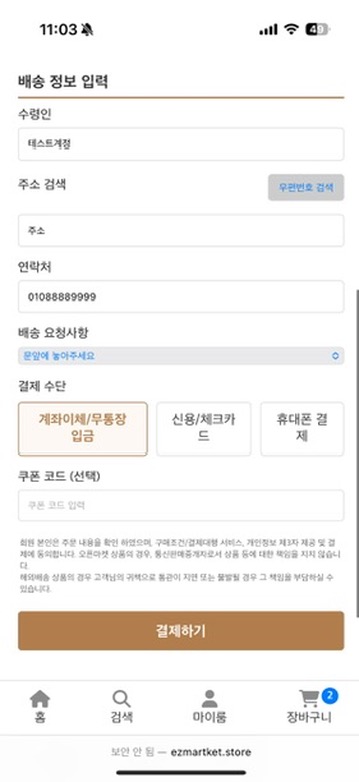 11:03
49
배송 정보 입력
수령인
테스트계정
주소 검색
우편번호 검색
주소
연락처
01088889999
배송 요청사항
문앞에 놓아주세요
결제 수단
계좌이체/무통장
입금
신용/체크카
드
휴대폰 결
제
쿠폰 코드 (선택)
쿠폰 코드 입력
회원 본인은 주문 내용을 확인 하였으며, 구매조건/결제대행 서비스, 개인정보 제3자 제공 및 결
제에 동의합니다. 오픈마켓 상품의 경우, 통신판매중개자로서 상품 등에 대한 책임을 지지 않습니
다.
해외배송 상품의 경우 고객님의 귀책으로 통관이 지연 또는 불발될 경우 그 책임을 부담하실 수
있습니다.
결제하기
2
홈
검색
마이룸
장바구니
보안 안 됨 — ezmartket.store